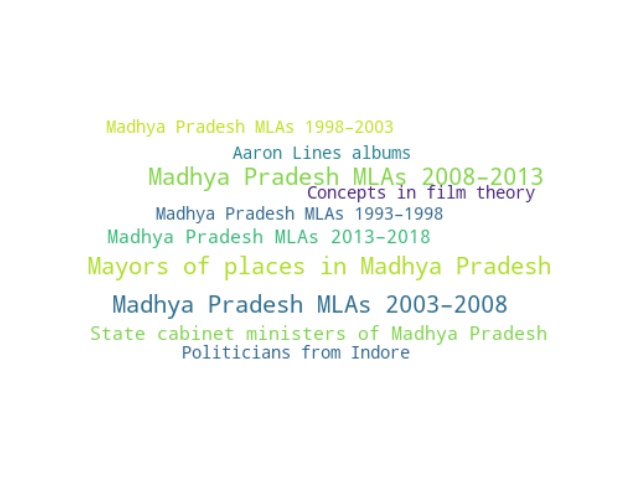 Madhya Pradesh MLAs 1998–2003
Aaron Lines albums
Madhya Pradesh MLAs 2008–2013
Concepts in film theory
Madhya Pradesh MLAs 1993–1998
Madhya Pradesh MLAs 2013–2018
Mayors of places in Madhya Pradesh
Madhya Pradesh MLAs 2003–2008
State cabinet ministers of Madhya Pradesh
Politicians from Indore